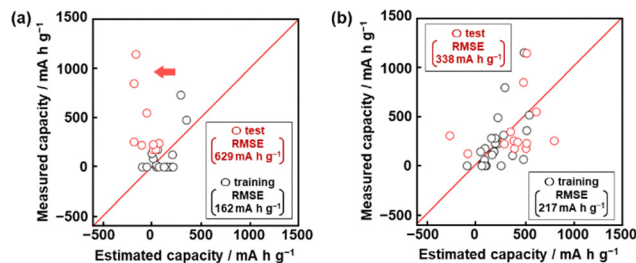 (a)
1500
1000
500
0
−500
Measured capacity / mA h g⁻¹
test
RMSE
629 mA h g⁻¹
training
RMSE
162 mA h g⁻¹
−500 0 500 1000 1500
Estimated capacity / mA h g⁻¹
(b)
1500
1000
500
0
−500
Measured capacity / mA h g⁻¹
test
RMSE
338 mA h g⁻¹
training
RMSE
217 mA h g⁻¹
−500 0 500 1000 1500
Estimated capacity / mA h g⁻¹